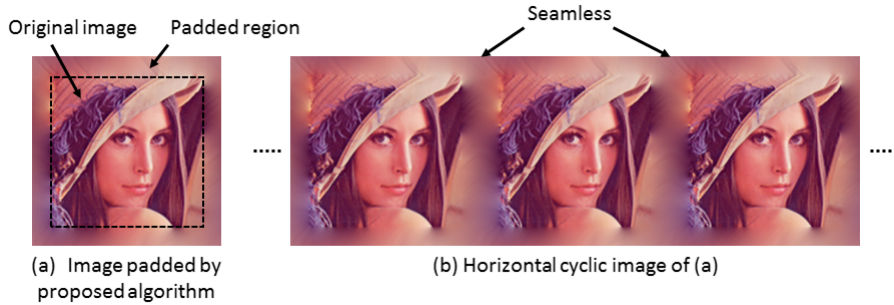 Original image
Padded region
Seamless
.....
....
(a) Image padded by
proposed algorithm
(b) Horizontal cyclic image of (a)